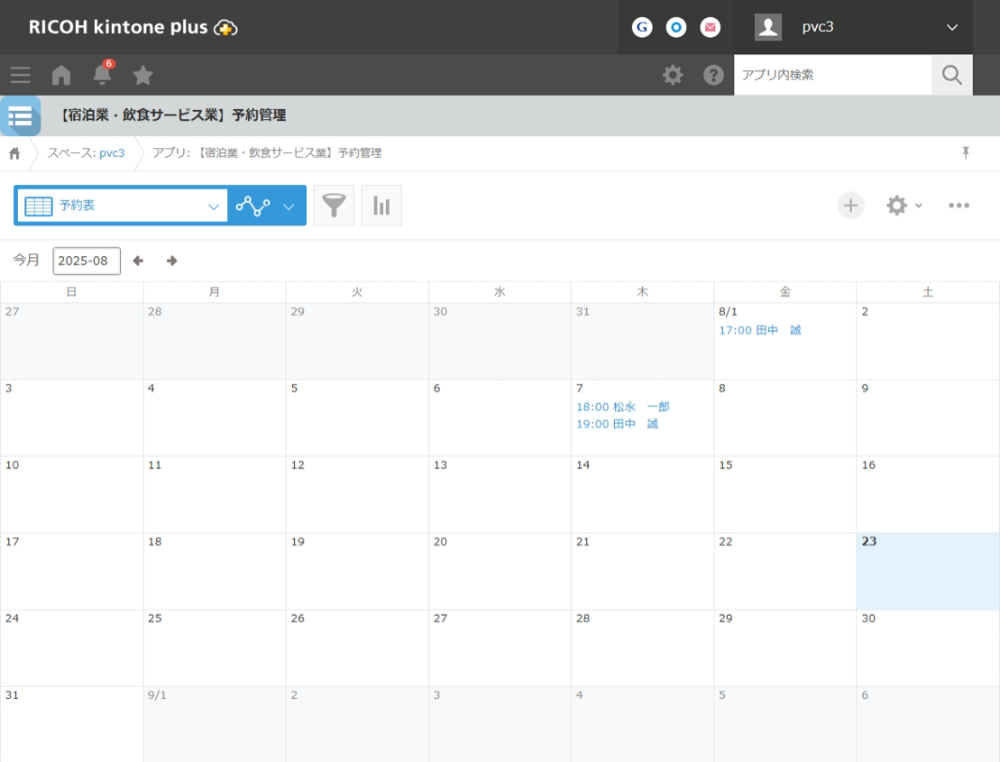 RICOH kintone plus
G
pvc3
6
アプリ内検索
【宿泊業・飲食サービス業】予約管理
スペース: pvc3
アプリ: 【宿泊業・飲食サービス業】予約管理
予約表
今月 2025-08
日 月 火 水 木 金 土
27 28 29 30 31 8/1 2
17:00 田中　誠
3 4 5 6 7 8 9
18:00 松永　一郎
19:00 田中　誠
10 11 12 13 14 15 16
17 18 19 20 21 22 23
24 25 26 27 28 29 30
31 9/1 2 3 4 5 6